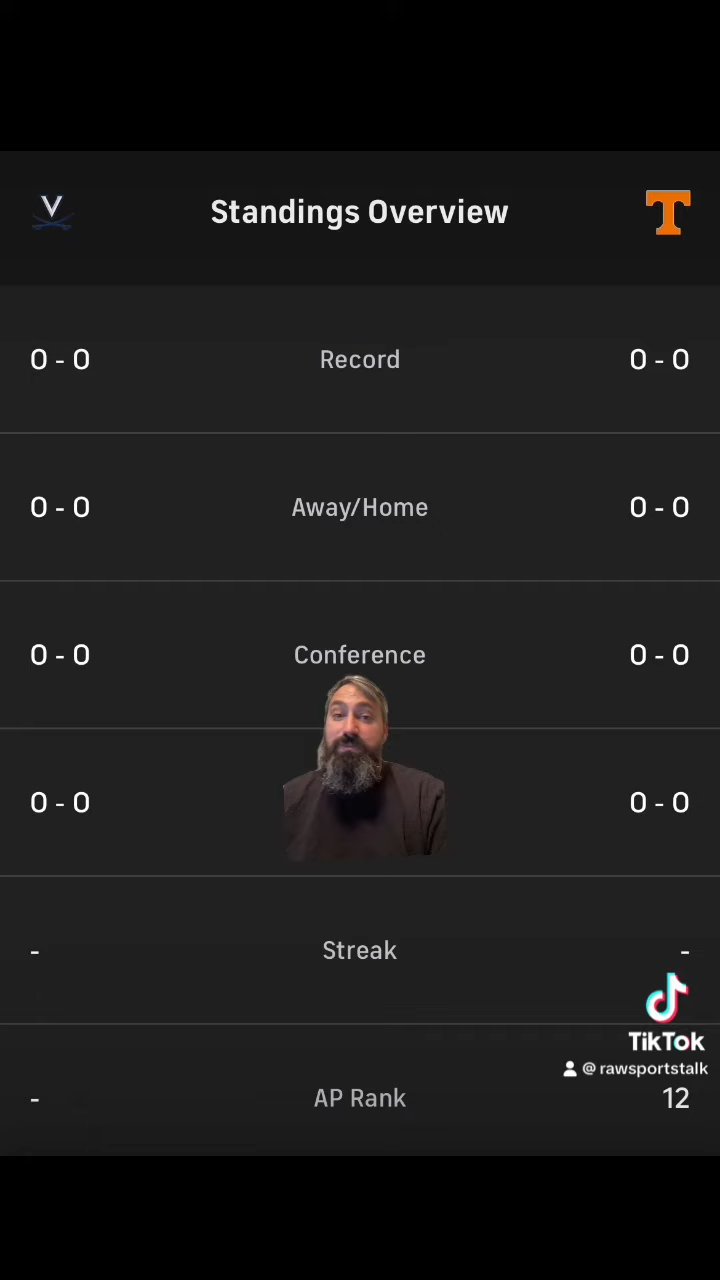 V
Standings Overview
T
0 - 0
Record
0 - 0
0 - 0
Away/Home
0 - 0
0 - 0
Conference
0 - 0
0 - 0
0 - 0
-
Streak
-
TikTok
@ rawsportstalk
-
AP Rank
12